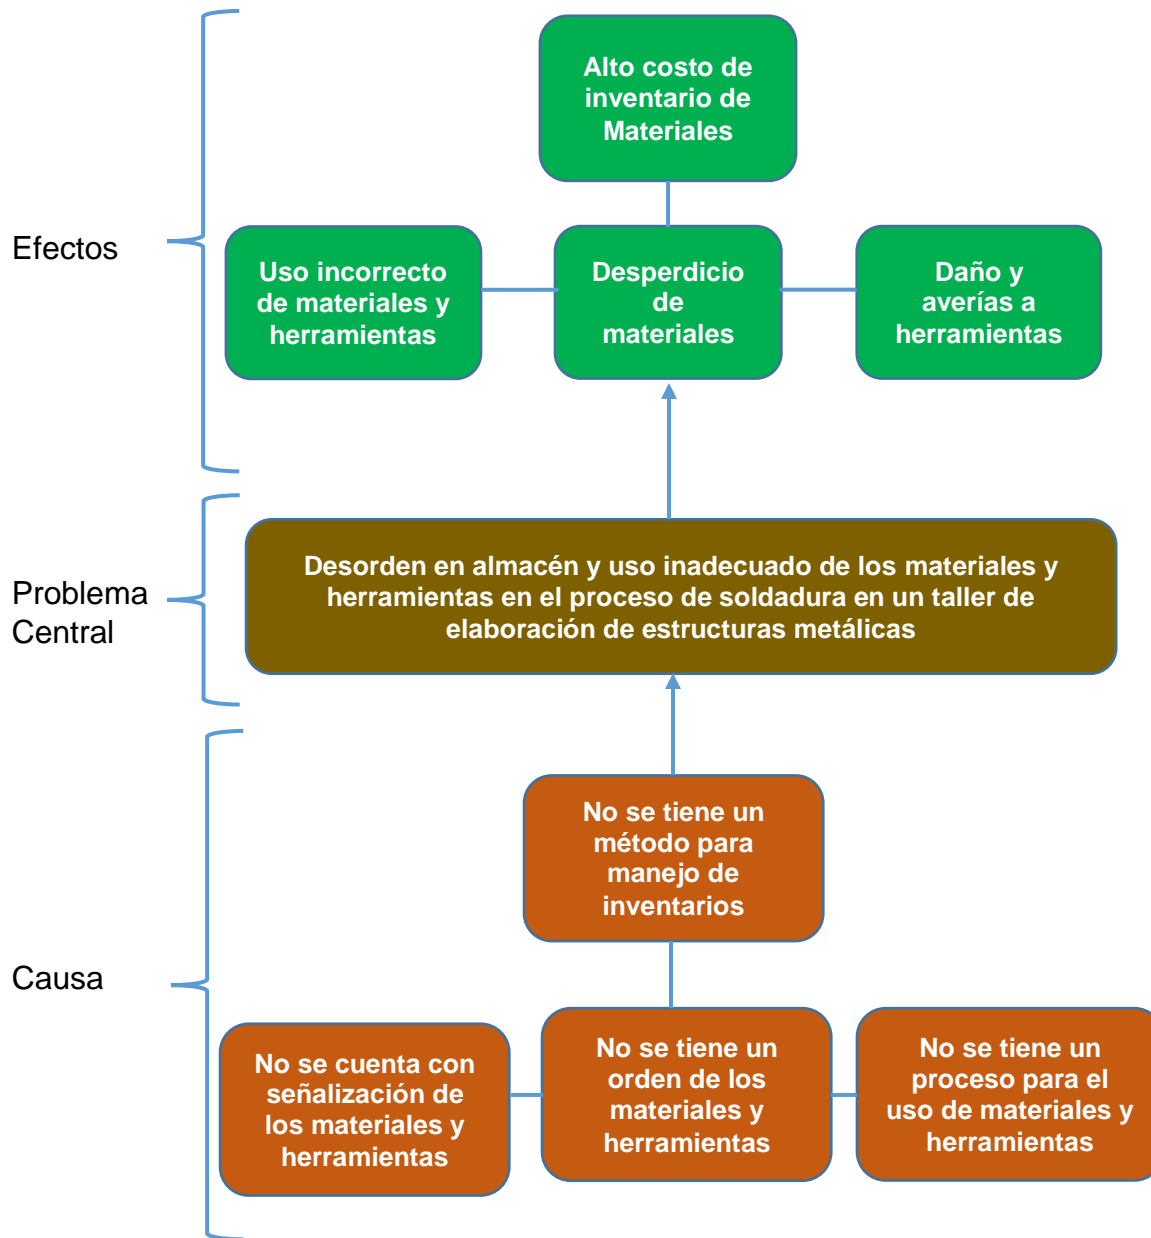 Alto costo de
inventario de
Materiales
Efectos
Uso incorrecto
de materiales y
herramientas
Desperdicio
de
materiales
Daño y
averías a
herramientas
Problema
Central
Desorden en almacén y uso inadecuado de los materiales y
herramientas en el proceso de soldadura en un taller de
elaboración de estructuras metálicas
No se tiene un
método para
manejo de
inventarios
Causa
No se cuenta con
señalización de
los materiales y
herramientas
No se tiene un
orden de los
materiales y
herramientas
No se tiene un
proceso para el
uso de materiales y
herramientas